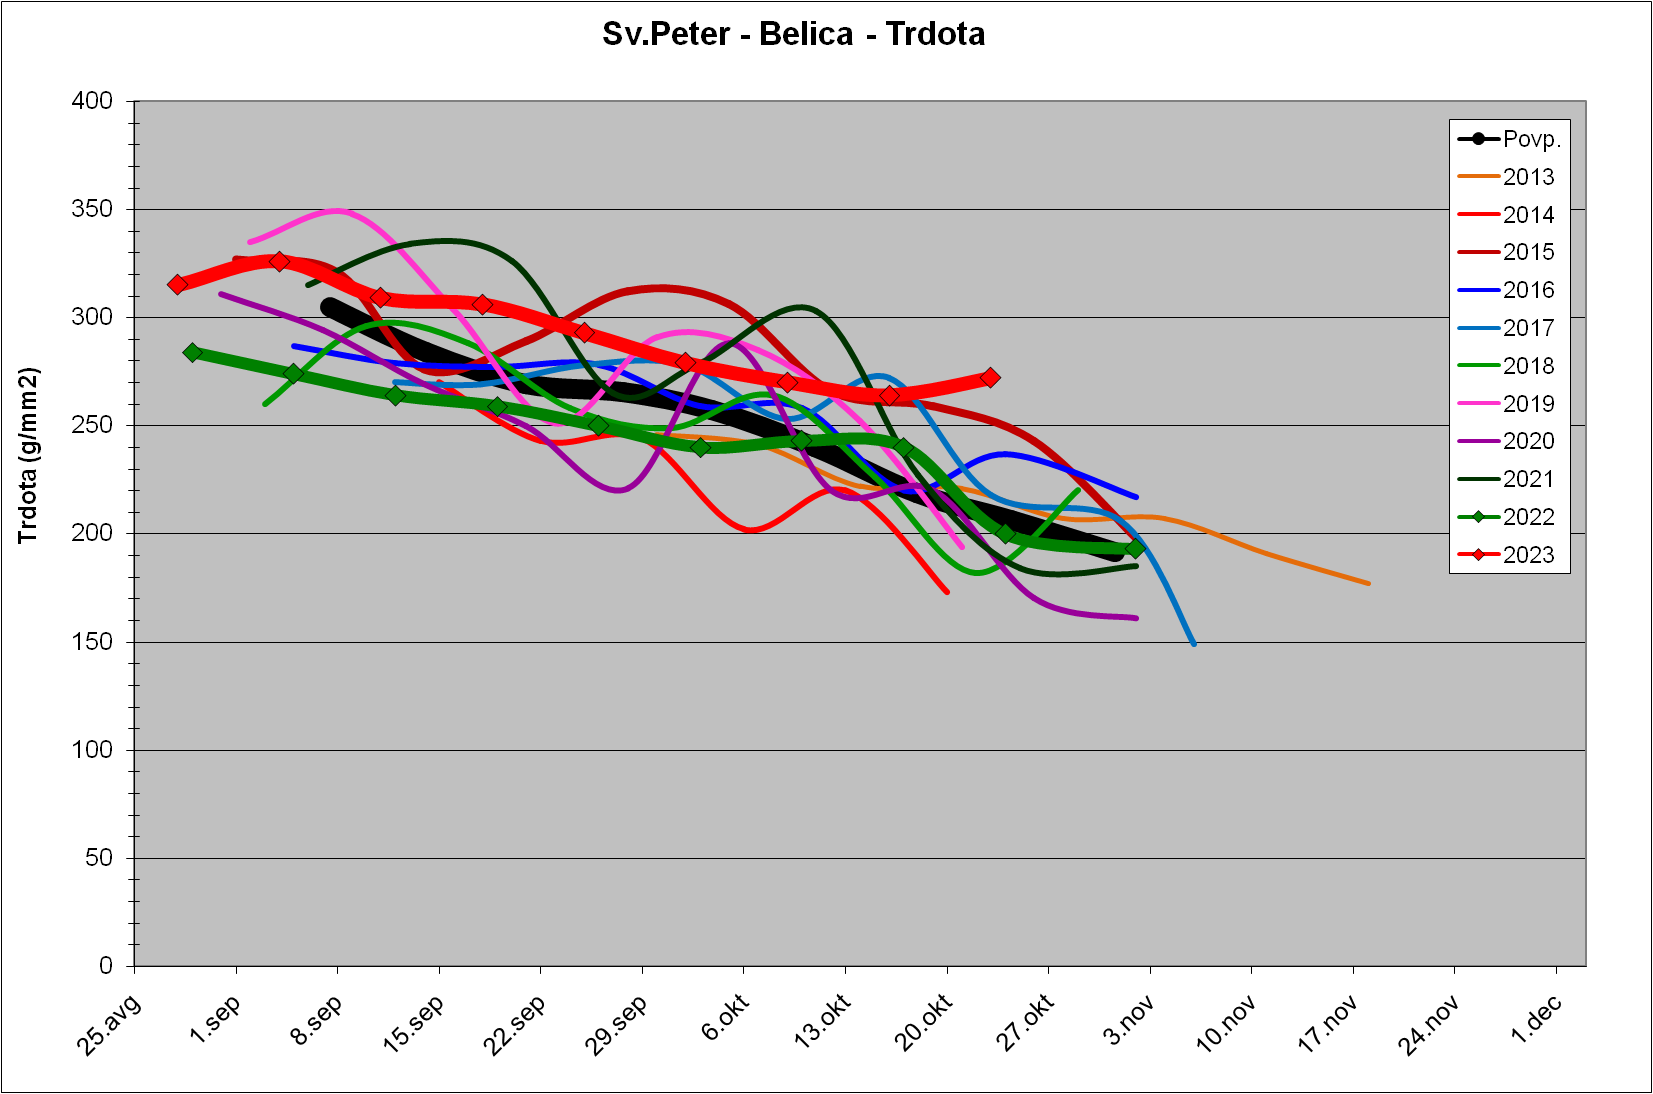 Sv.Peter - Belica - Trdota
Trdota (g/mm2)
400
350
300
250
200
150
100
50
0
Povp.
2013
2014
2015
2016
2017
2018
2019
2020
2021
2022
2023
25.avg
1.sep
8.sep
15.sep
22.sep
29.sep
6.okt
13.okt
20.okt
27.okt
3.nov
10.nov
17.nov
24.nov
1.dec